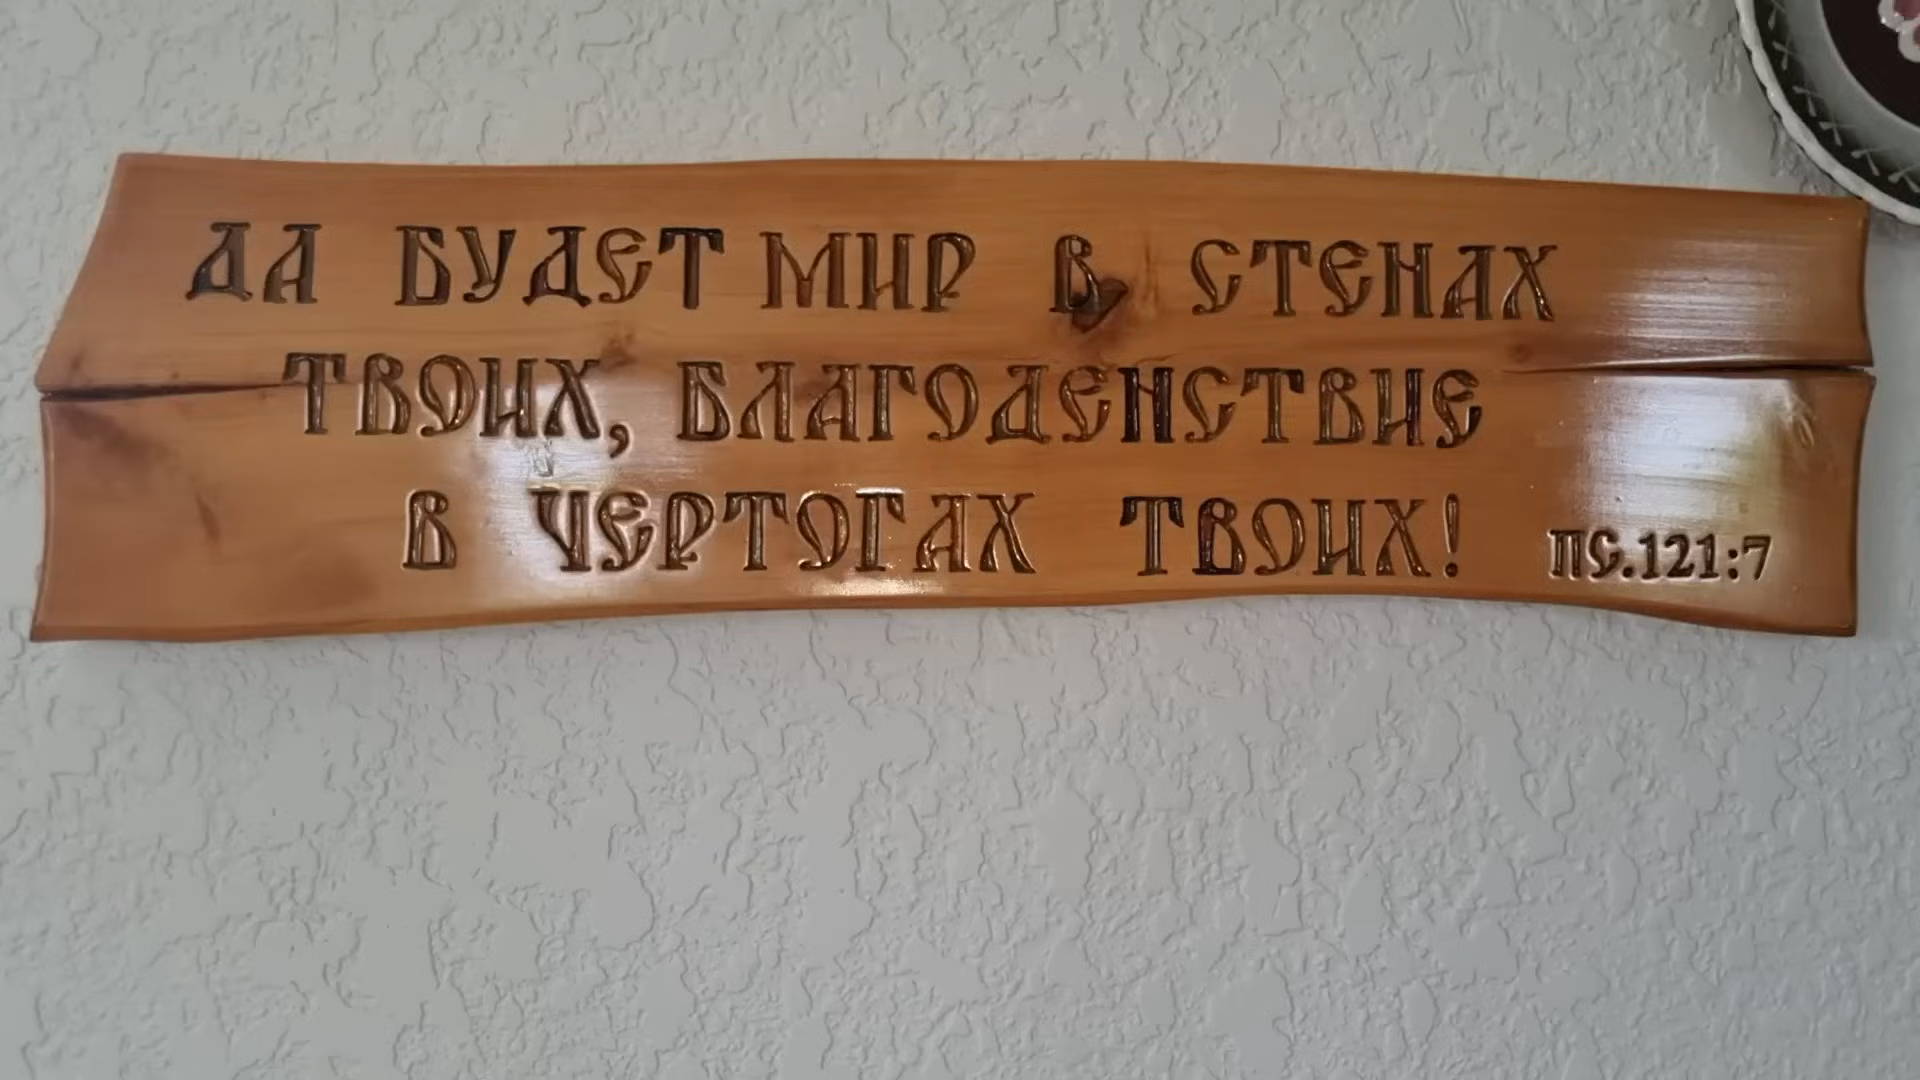 ДА БУДЕТ МИР В СТЕНАХ
ТВОИХ, БЛАГОДЕНСТВИЕ
В ЧЕРТОГАХ ТВОИХ! ПС.121:7